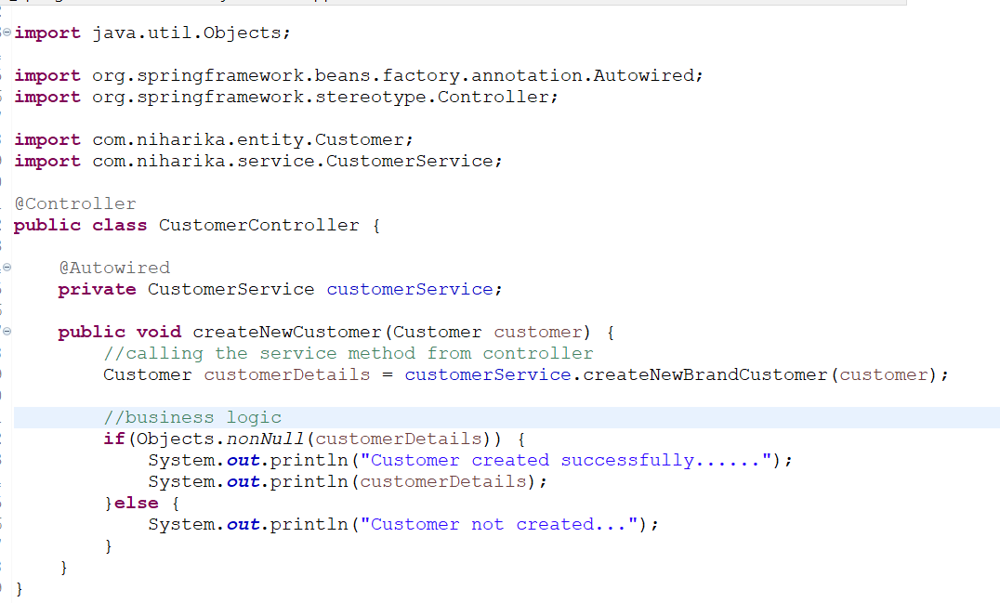 import java.util.Objects;
import org.springframework.beans.factory.annotation.Autowired;
import org.springframework.stereotype.Controller;
import com.niharika.entity.Customer;
import com.niharika.service.CustomerService;
@Controller
public class CustomerController {
@Autowired
private CustomerService customerService;
public void createNewCustomer(Customer customer) {
//calling the service method from controller
Customer customerDetails = customerService.createNewBrandCustomer(customer);
//business logic
if(Objects.nonNull(customerDetails)) {
System.out.println("Customer created successfully......");
System.out.println(customerDetails);
}else {
System.out.println("Customer not created...");
}
}
}